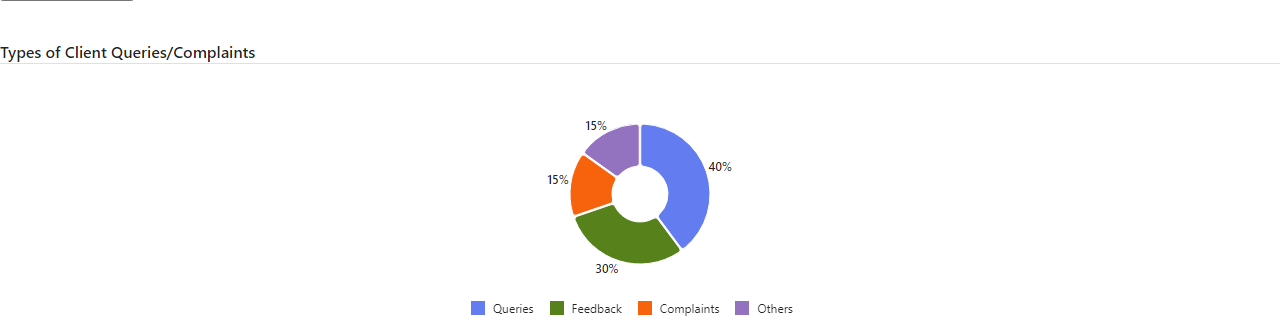 Types of Client Queries/Complaints
15%
40%
15%
30%
Queries Feedback Complaints Others